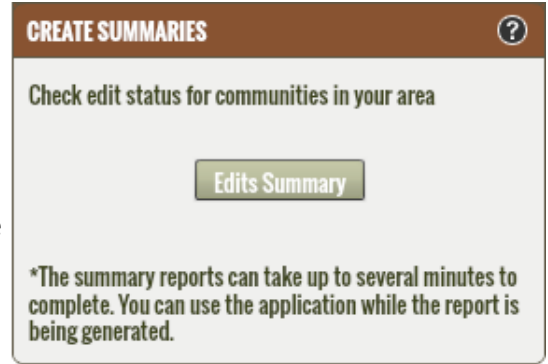 CREATE SUMMARIES ?
Check edit status for communities in your area
Edits Summary
*The summary reports can take up to several minutes to
complete. You can use the application while the report is
being generated.